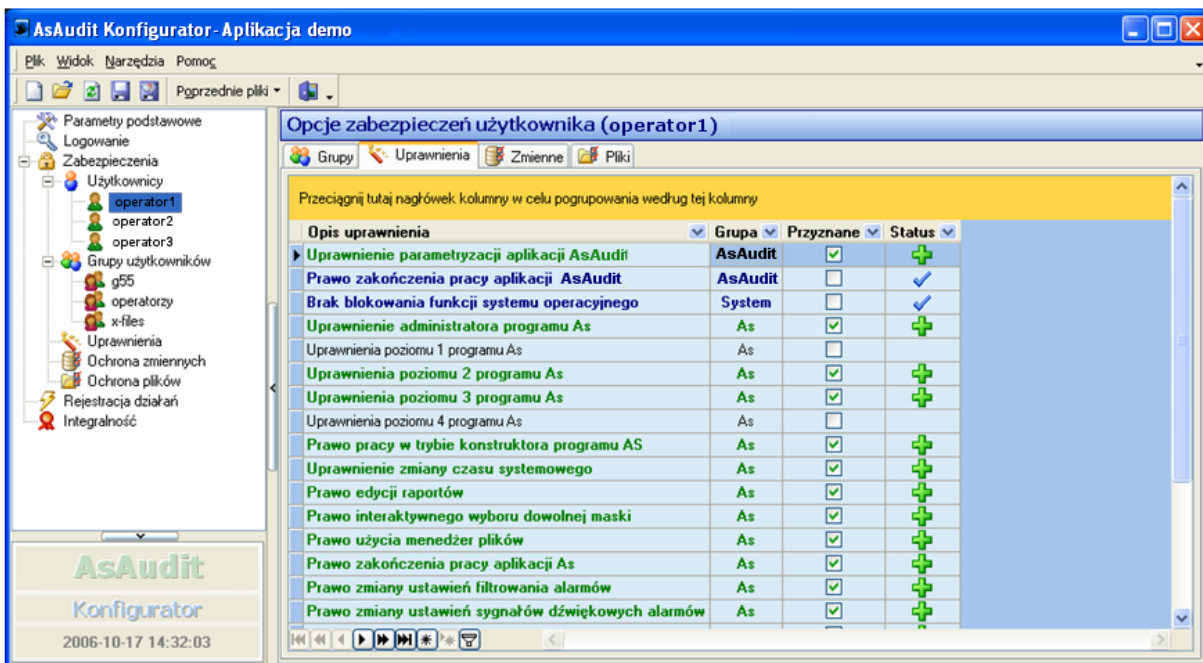 AsAudit Konfigurator - Aplikacja demo
Plik Widok Narzędzia Pomoc
Poprzednie pliki
Parametry podstawowe
Logowanie
Zabezpieczenia
Użytkownicy
operator1
operator2
operator3
Grupy użytkowników
g55
operatorzy
x-files
Uprawnienia
Ochrona zmiennych
Ochrona plików
Rejestracja działań
Integralność
AsAudit
Konfigurator
2006-10-17 14:32:03
Opcje zabezpieczeń użytkownika (operator1)
Grupy Uprawnienia Zmienne Pliki
Przeciągnij tutaj nagłówek kolumny w celu pogrupowania według tej kolumny
Opis uprawnienia Grupa Przyznane Status
Uprawnienie parametryzacji aplikacji AsAudit AsAudit
Prawo zakończenia pracy aplikacji AsAudit AsAudit
Brak blokowania funkcji systemu operacyjnego System
Uprawnienie administratora programu As As
Uprawnienia poziomu 1 programu As As
Uprawnienia poziomu 2 programu As As
Uprawnienia poziomu 3 programu As As
Uprawnienia poziomu 4 programu As As
Prawo pracy w trybie konstruktora programu AS As
Uprawnienie zmiany czasu systemowego As
Prawo edycji raportów As
Prawo interaktywnego wyboru dowolnej maski As
Prawo użycia menedżer plików As
Prawo zakończenia pracy aplikacji As As
Prawo zmiany ustawień filtrowania alarmów As
Prawo zmiany ustawień sygnałów dźwiękowych alarmów As